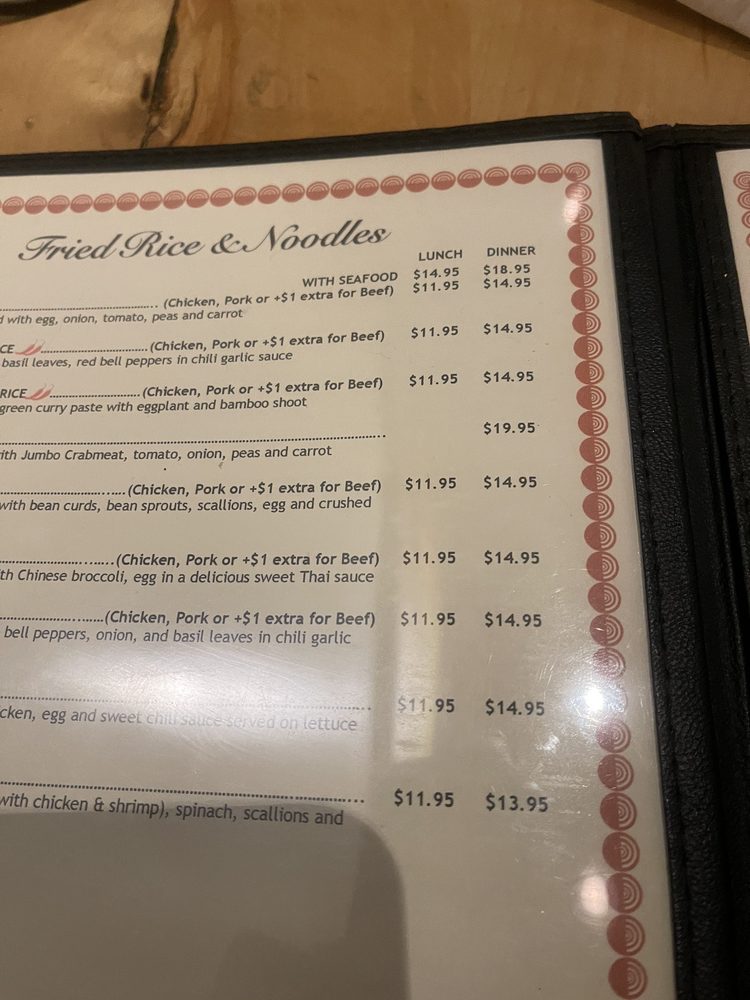 Fried Rice & Noodles
LUNCH DINNER
WITH SEAFOOD $14.95 $18.95
(Chicken, Pork or +$1 extra for Beef) $11.95 $14.95
with egg, onion, tomato, peas and carrot
(Chicken, Pork or +$1 extra for Beef) $11.95 $14.95
basil leaves, red bell peppers in chili garlic sauce
RICE (Chicken, Pork or +$1 extra for Beef) $11.95 $14.95
green curry paste with eggplant and bamboo shoot
$19.95
Jumbo Crabmeat, tomato, onion, peas and carrot
(Chicken, Pork or +$1 extra for Beef) $11.95 $14.95
with bean curds, bean sprouts, scallions, egg and crushed
(Chicken, Pork or +$1 extra for Beef) $11.95 $14.95
Chinese broccoli, egg in a delicious sweet Thai sauce
(Chicken, Pork or +$1 extra for Beef) $11.95 $14.95
bell peppers, onion, and basil leaves in chili garlic
$11.95 $14.95
egg and sweet chili sauce served on lettuce
$11.95 $13.95
with chicken & shrimp), spinach, scallions and